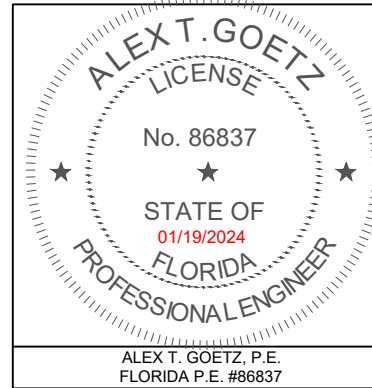 ALEX T. GOETZ
LICENSE
No. 86837
STATE OF
01/19/2024
FLORIDA
PROFESSIONAL ENGINEER
ALEX T. GOETZ, P.E.
FLORIDA P.E. #86837